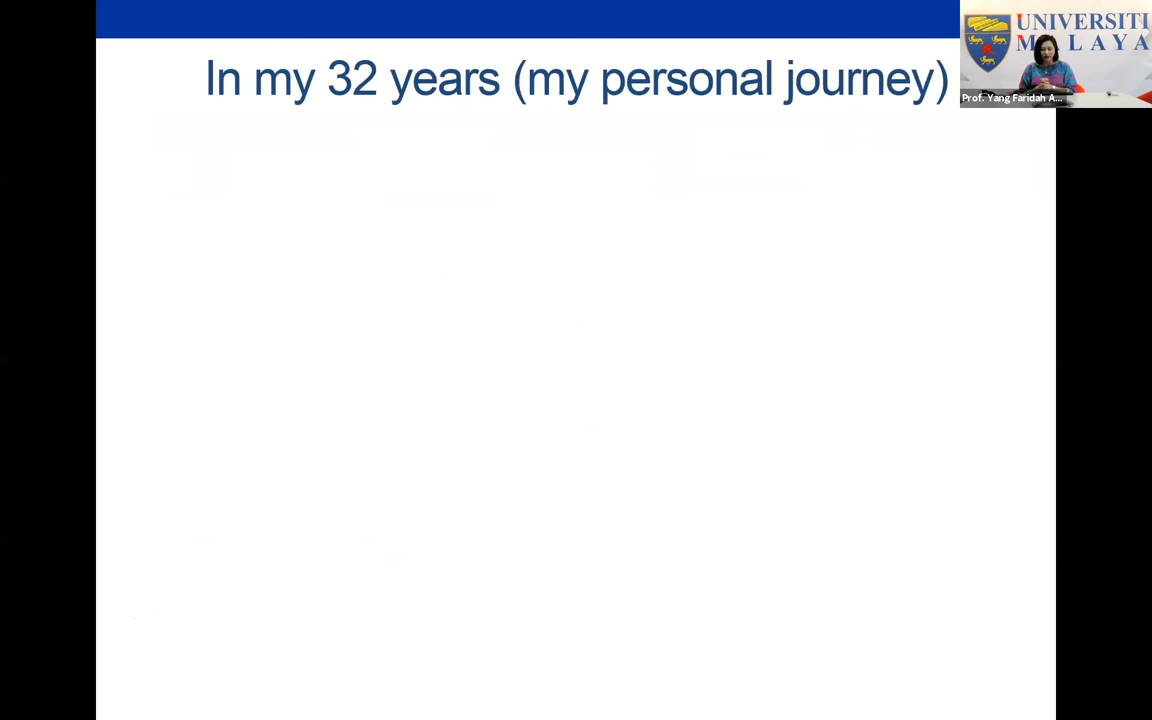 In my 32 years (my personal journey)
UNIVERSITI
MALAYA
Prof. Yang Faridah A...